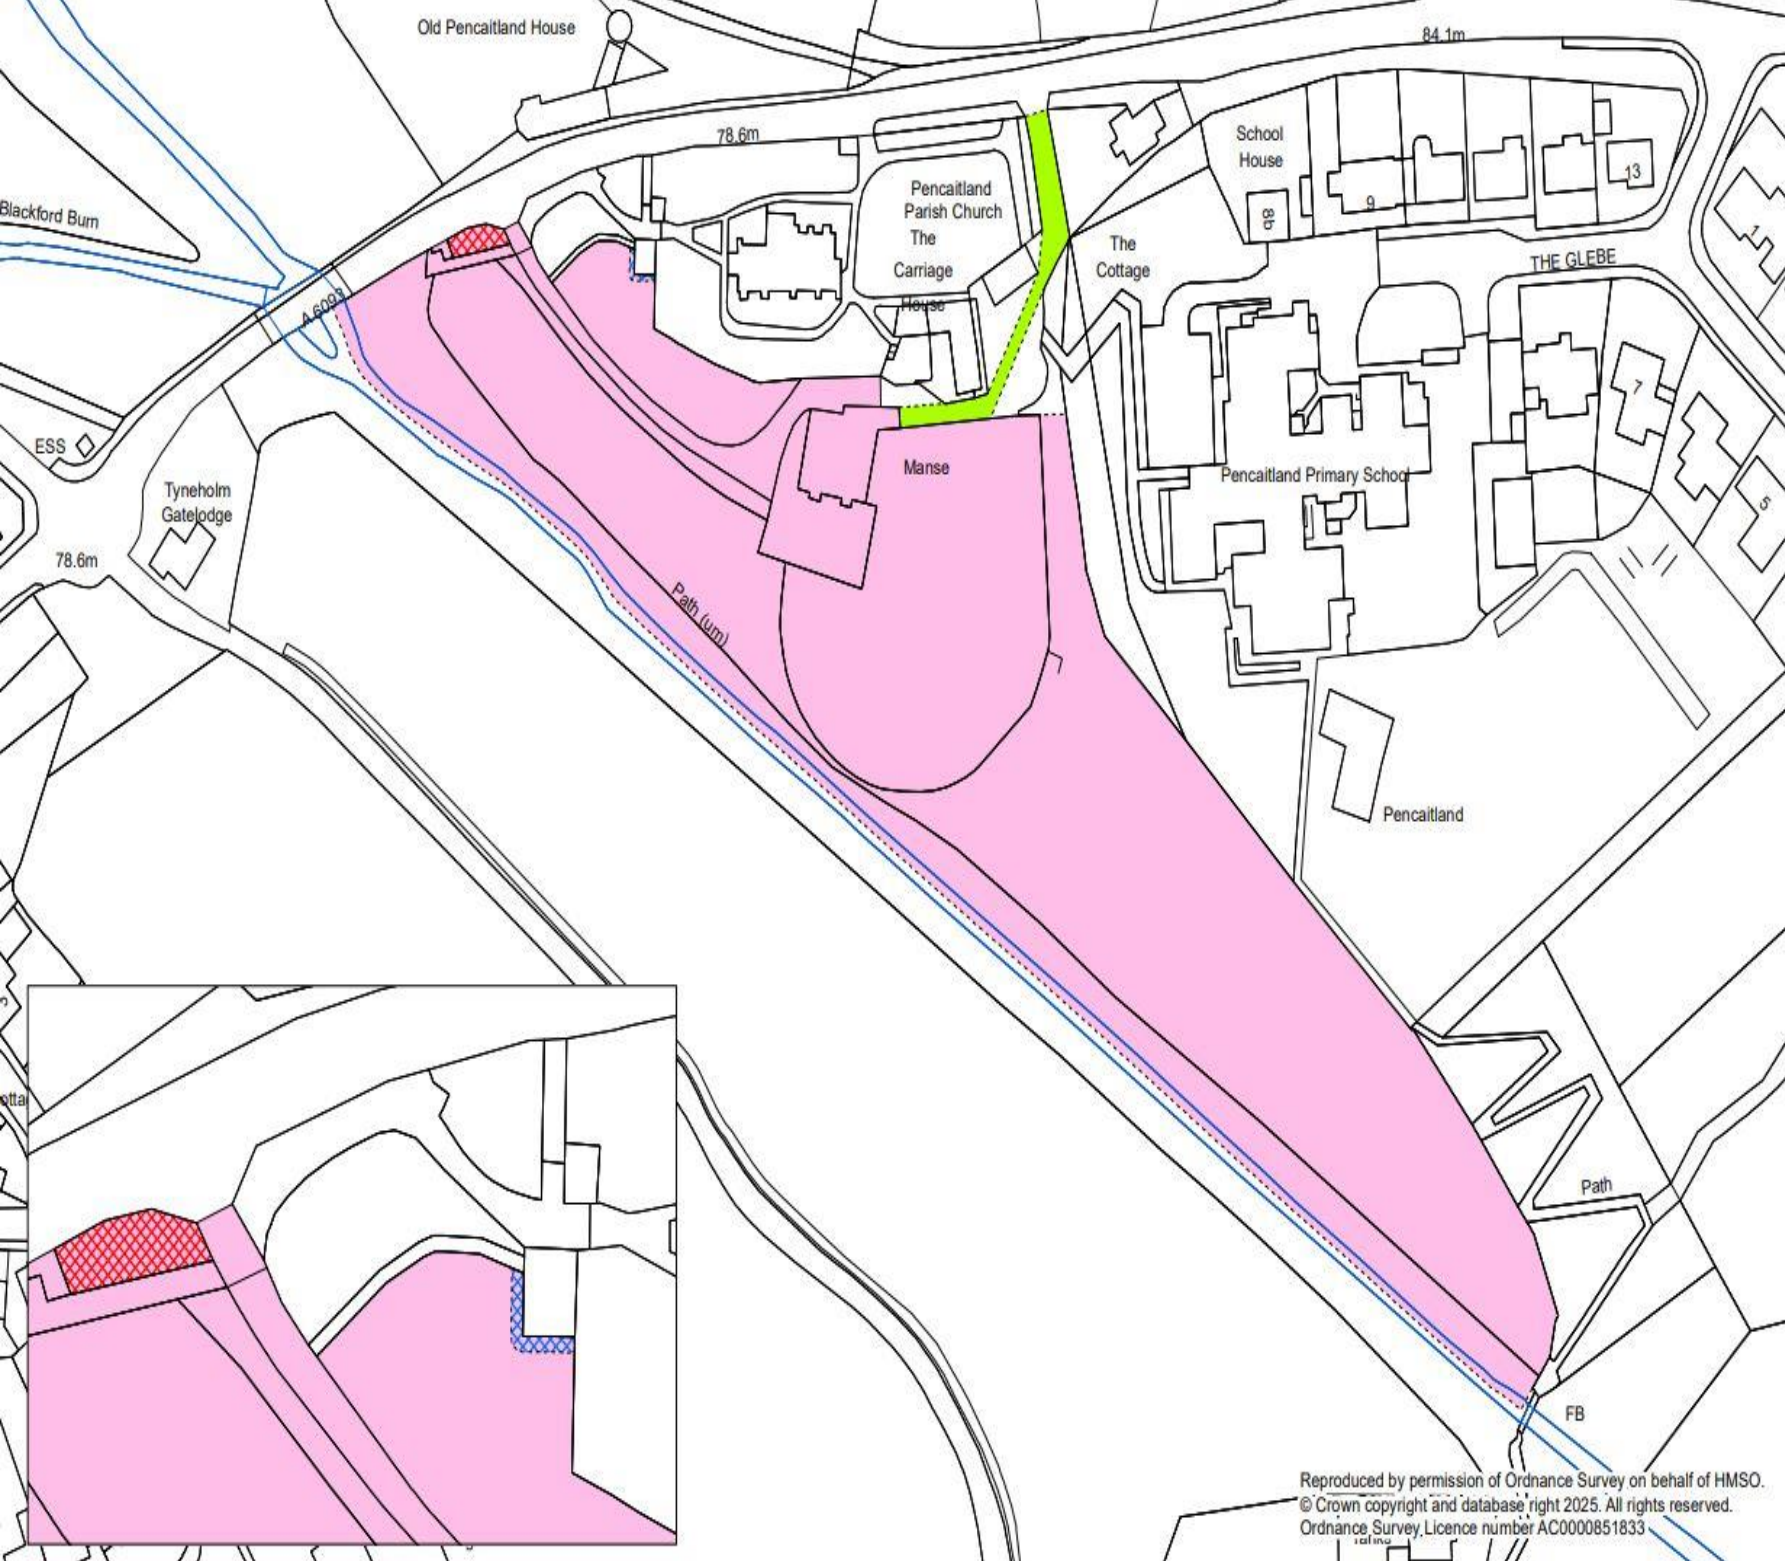 Old Pencaitland House
84.1m
78.6m
School
House
13
Pencaitland
Parish Church
9
8b
1
Blackford Burn
The
Carriage
House
The
Cottage
THE GLEBE
A 6093
7
ESS
Manse
Pencaitland Primary School
Tyneholm
Gatelodge
5
78.6m
Path (um)
Pencaitland
3
Path
FB
Reproduced by permission of Ordnance Survey on behalf of HMSO.
© Crown copyright and database right 2025. All rights reserved.
Ordnance Survey Licence number AC0000851833